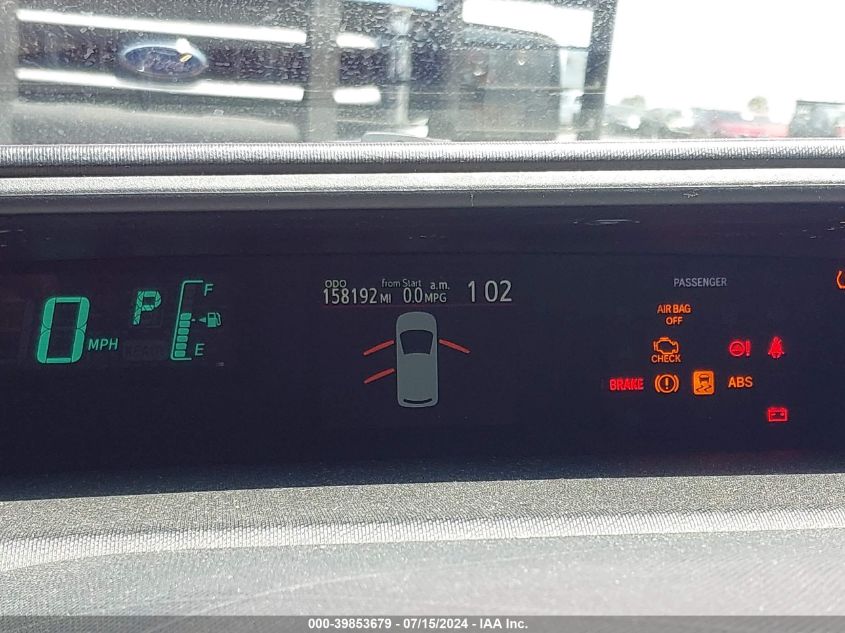 Ford
ODO from Start a.m.
158192 MI 0.0 MPG 1 02
0 MPH P F E
PASSENGER
AIR BAG
OFF
CHECK
BRAKE ABS
000-39853679 - 07/15/2024 - IAA Inc.